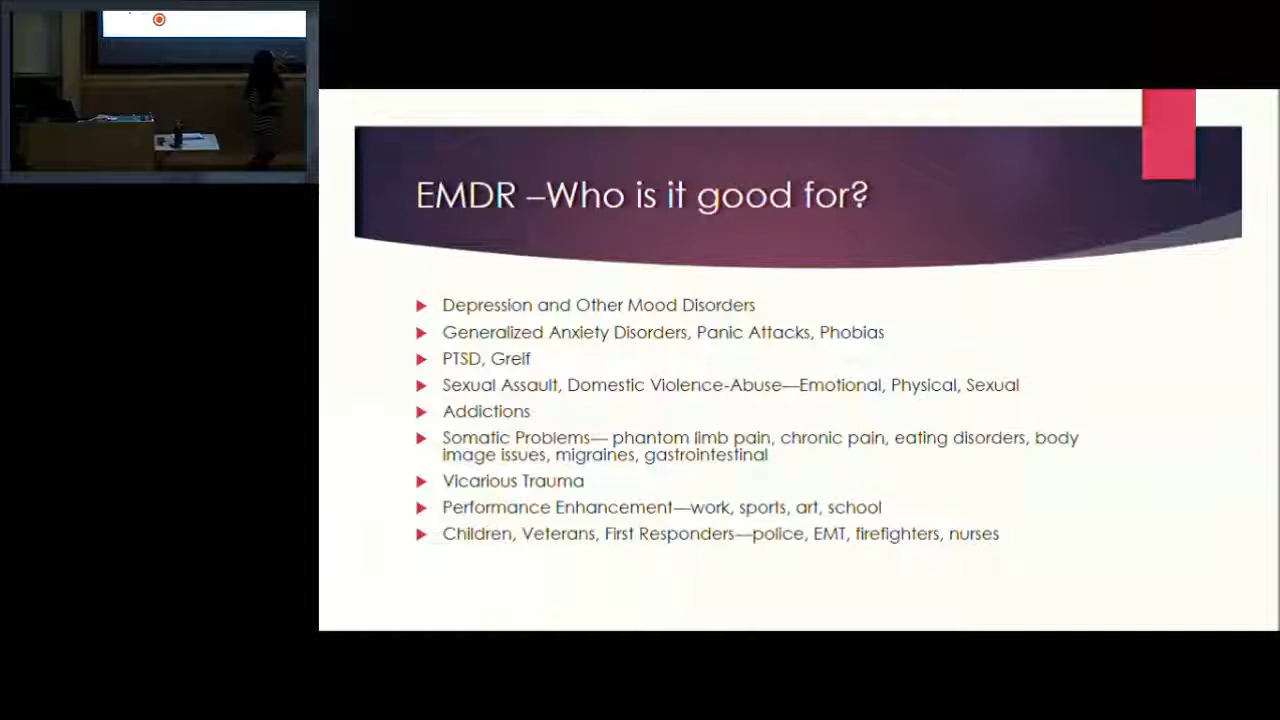 EMDR –Who is it good for?
Depression and Other Mood Disorders
Generalized Anxiety Disorders, Panic Attacks, Phobias
PTSD, Greif
Sexual Assault, Domestic Violence-Abuse—Emotional, Physical, Sexual
Addictions
Somatic Problems— phantom limb pain, chronic pain, eating disorders, body
image issues, migraines, gastrointestinal
Vicarious Trauma
Performance Enhancement—work, sports, art, school
Children, Veterans, First Responders—police, EMT, firefighters, nurses